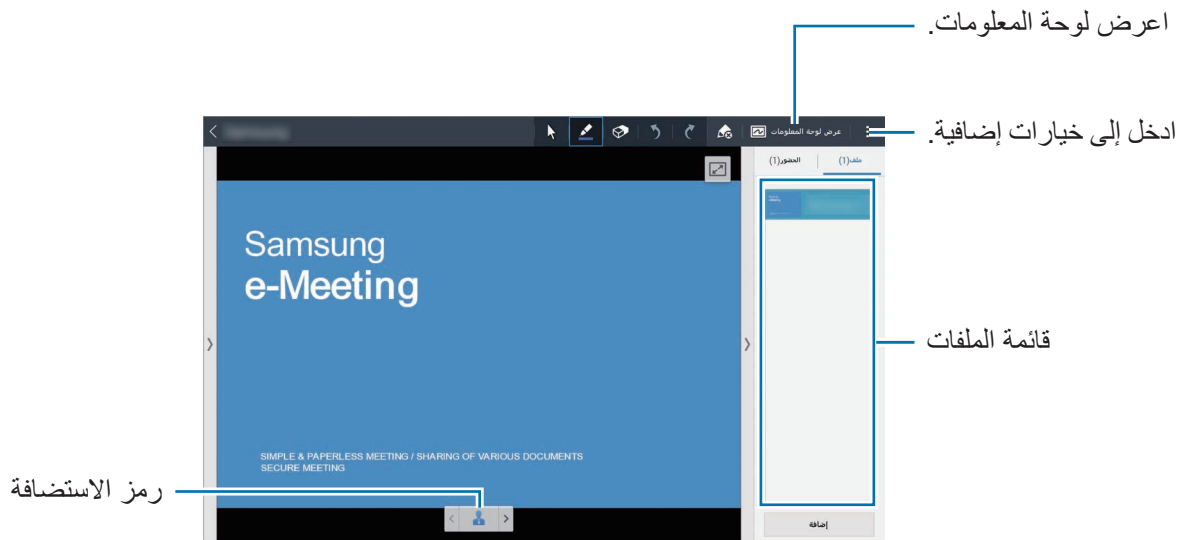 اعرض لوحة المعلومات.
ادخل إلى خيارات إضافية.
عرض لوحة المعلومات
ملف(1)
الحضور(1)
Samsung
e-Meeting
قائمة الملفات
SIMPLE & PAPERLESS MEETING / SHARING OF VARIOUS DOCUMENTS
SECURE MEETING
رمز الاستضافة
إضافة